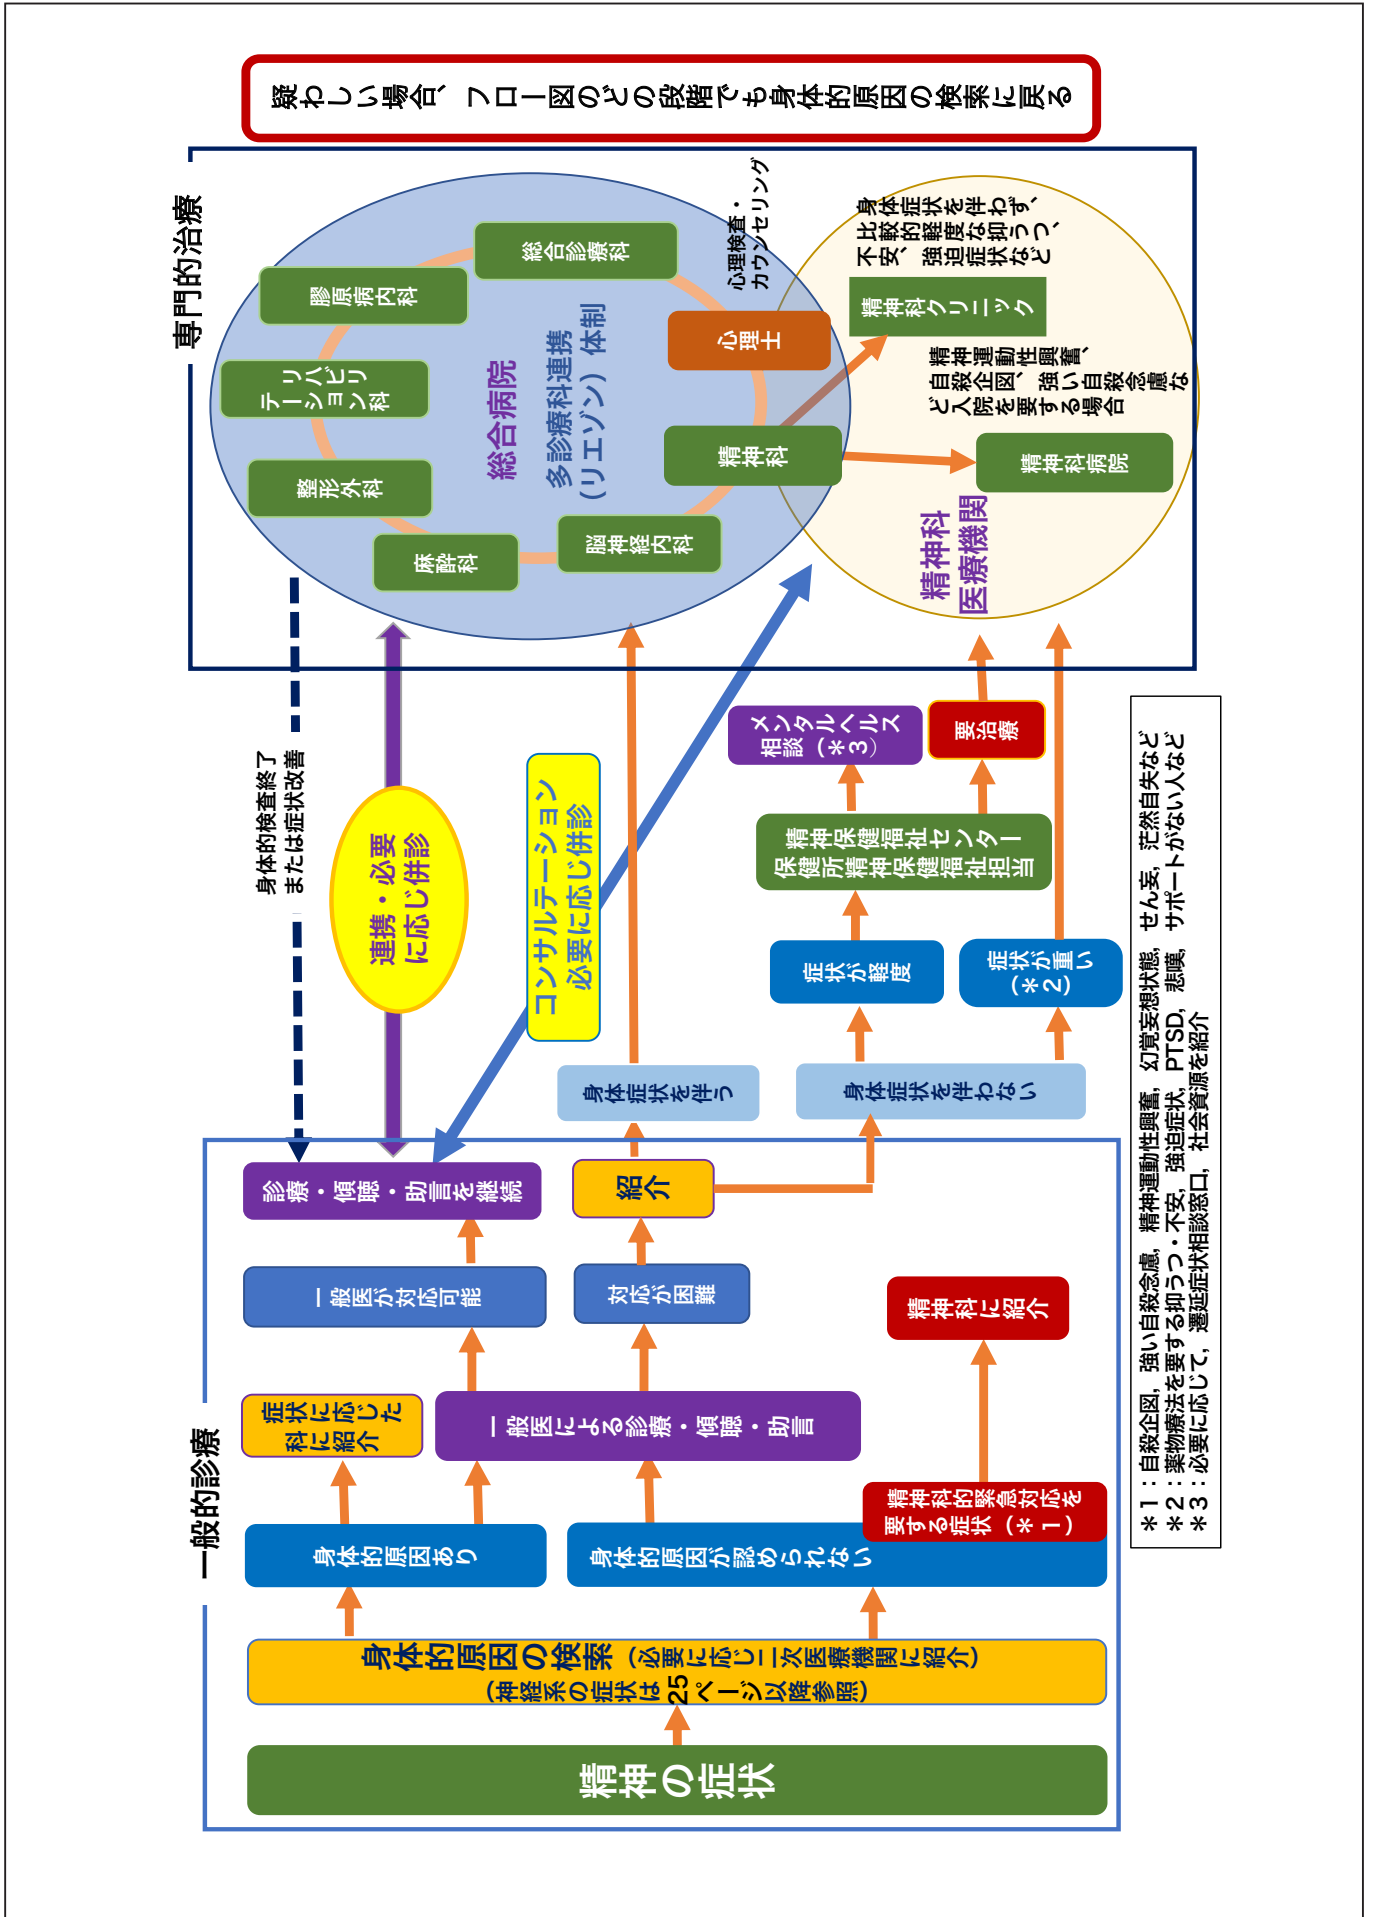 疑わしい場合、フロー図のどの段階でも身体的原因の検索に戻る
一般的診療
精神の症状
身体的原因の検索（必要に応じ二次医療機関に紹介）
（神経系の症状は25ページ以降参照）
身体的原因あり
身体的原因が認められない
精神科的緊急対応を
要する症状（＊１）
症状に応じた
科に紹介
一般医による診療・傾聴・助言
精神科に紹介
一般医が対応可能
対応が困難
診療・傾聴・助言を継続
紹介
身体症状を伴う
身体症状を伴わない
症状が軽度
症状が重い
（＊２）
精神保健福祉センター
保健所精神保健福祉担当
メンタルヘルス
相談（＊３）
要治療
身体的検査終了
または症状改善
連携・必要
に応じ併診
コンサルテーション
必要に応じ併診
専門的治療
総合病院
多診療科連携
（リエゾン）体制
膠原病内科
総合診療科
リハビリ
テーション科
整形外科
麻酔科
脳神経内科
精神科
心理士
心理検査・
カウンセリング
精神科
医療機関
身体症状を伴わず、
比較的軽度な抑うつ、
不安、強迫症状など
精神科クリニック
精神運動性興奮、
自殺企図、強い自殺念慮な
ど入院を要する場合
精神科病院
＊１：自殺企図，強い自殺念慮，精神運動性興奮，幻覚妄想状態，せん妄，茫然自失など
＊２：薬物療法を要する抑うつ・不安，強迫症状，PTSD，悲嘆，サポートがない人など
＊３：必要に応じて，遷延症状相談窓口，社会資源を紹介